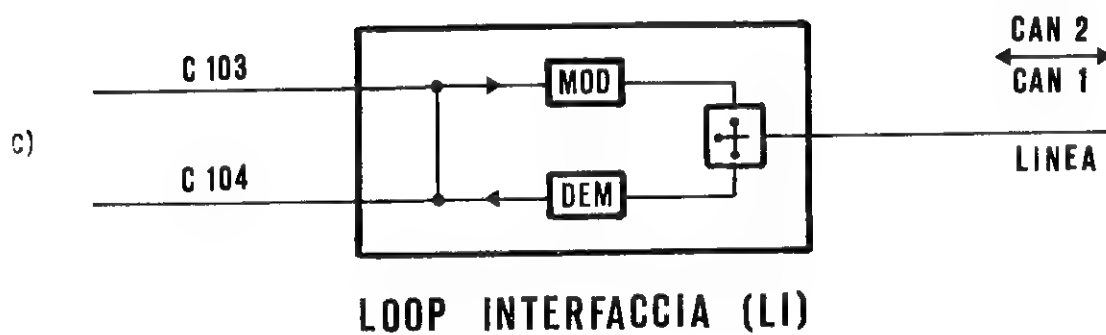 CAN 2
CAN 1
C 103
MOD
c)
LINEA
C 104
DEM
LOOP INTERFACCIA (LI)